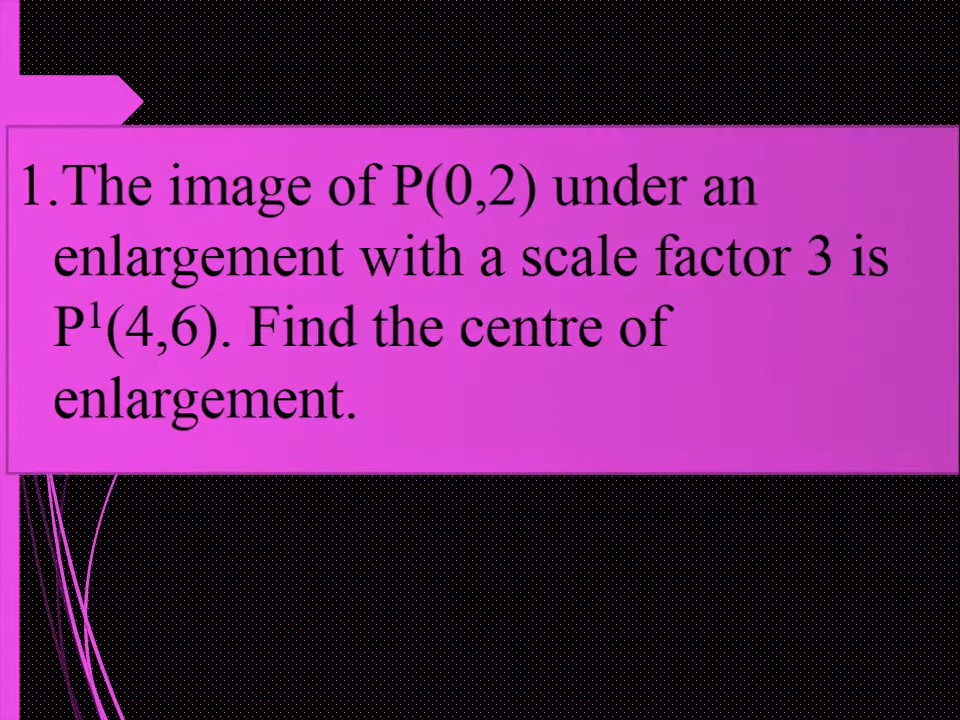 1.The image of P(0,2) under an
enlargement with a scale factor 3 is
P¹(4,6). Find the centre of
enlargement.